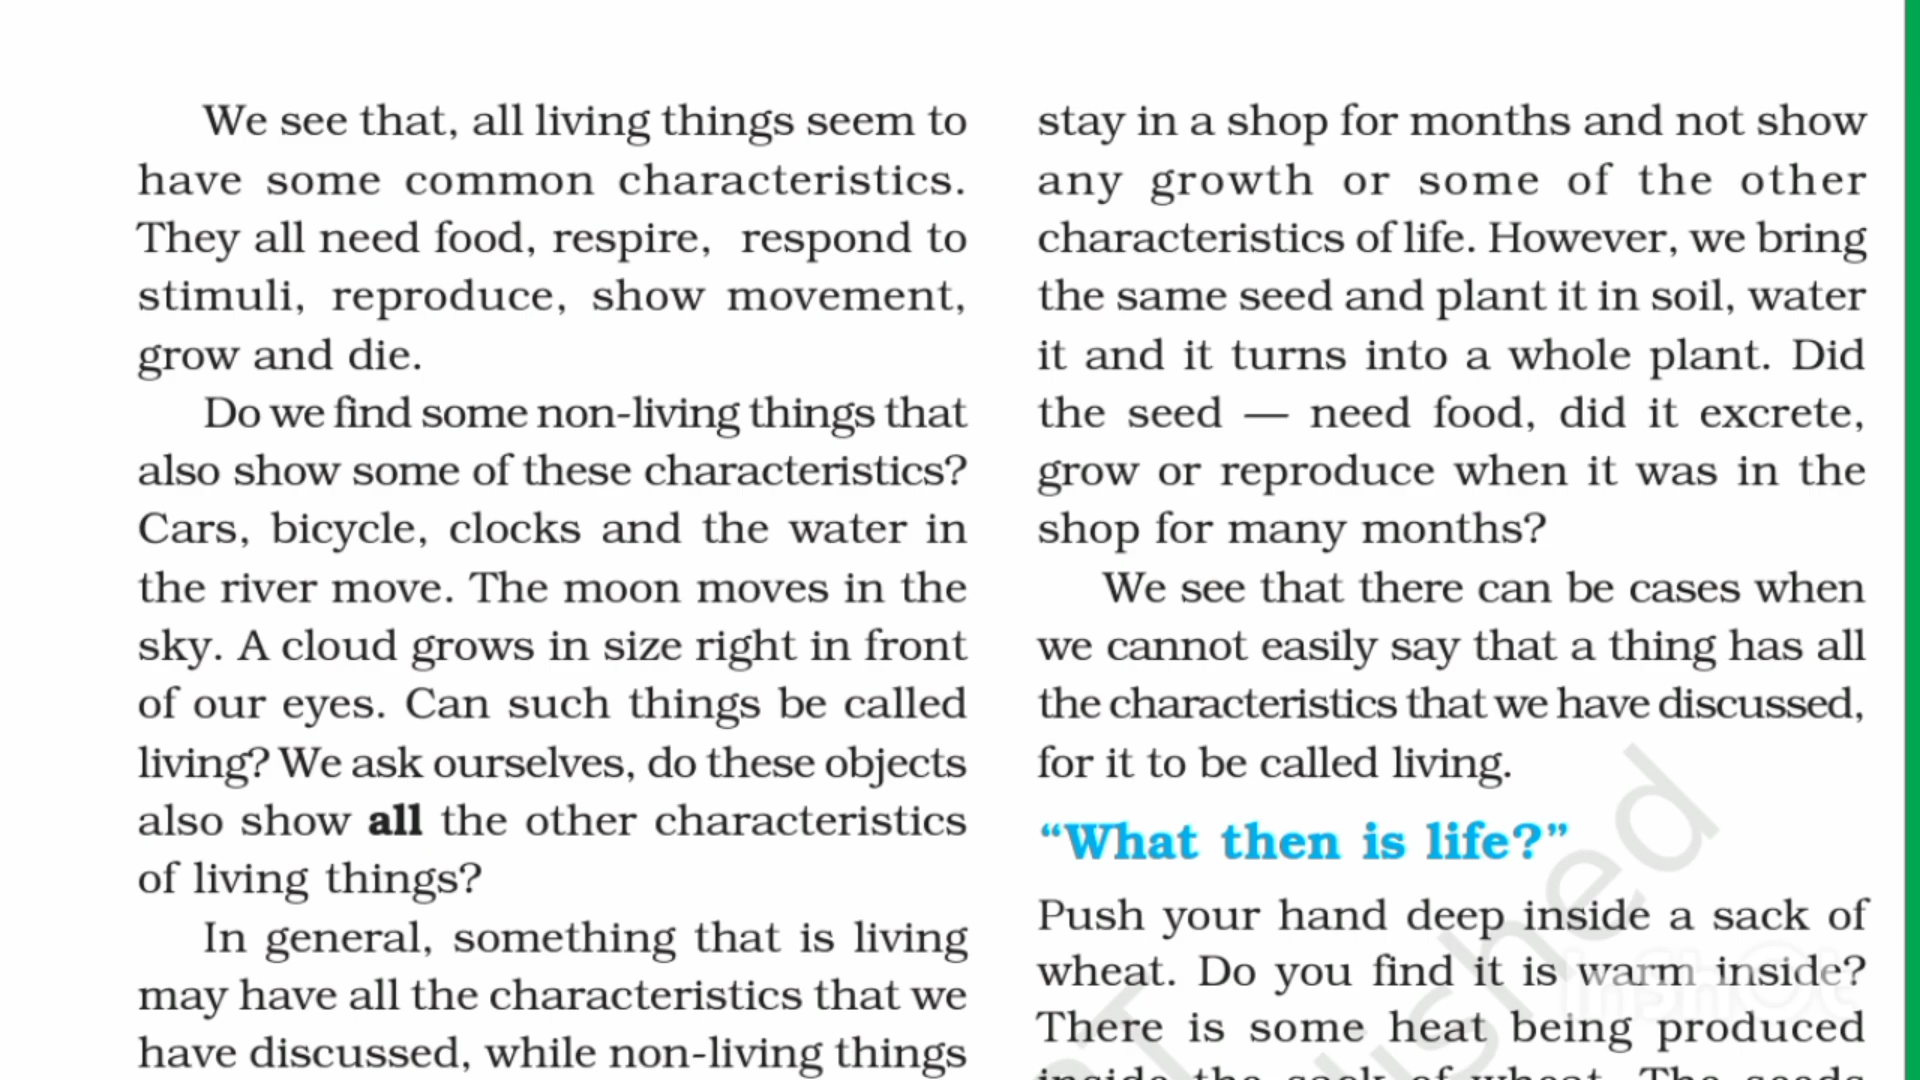 We see that, all living things seem to
have some common characteristics.
They all need food, respire, respond to
stimuli, reproduce, show movement,
grow and die.
Do we find some non-living things that
also show some of these characteristics?
Cars, bicycle, clocks and the water in
the river move. The moon moves in the
sky. A cloud grows in size right in front
of our eyes. Can such things be called
living? We ask ourselves, do these objects
also show all the other characteristics
of living things?
In general, something that is living
may have all the characteristics that we
have discussed, while non-living things
stay in a shop for months and not show
any growth or some of the other
characteristics of life. However, we bring
the same seed and plant it in soil, water
it and it turns into a whole plant. Did
the seed — need food, did it excrete,
grow or reproduce when it was in the
shop for many months?
We see that there can be cases when
we cannot easily say that a thing has all
the characteristics that we have discussed,
for it to be called living.
“What then is life?”
Push your hand deep inside a sack of
wheat. Do you find it is warm inside?
There is some heat being produced
inside the sack of wheat. The seeds
InShOt